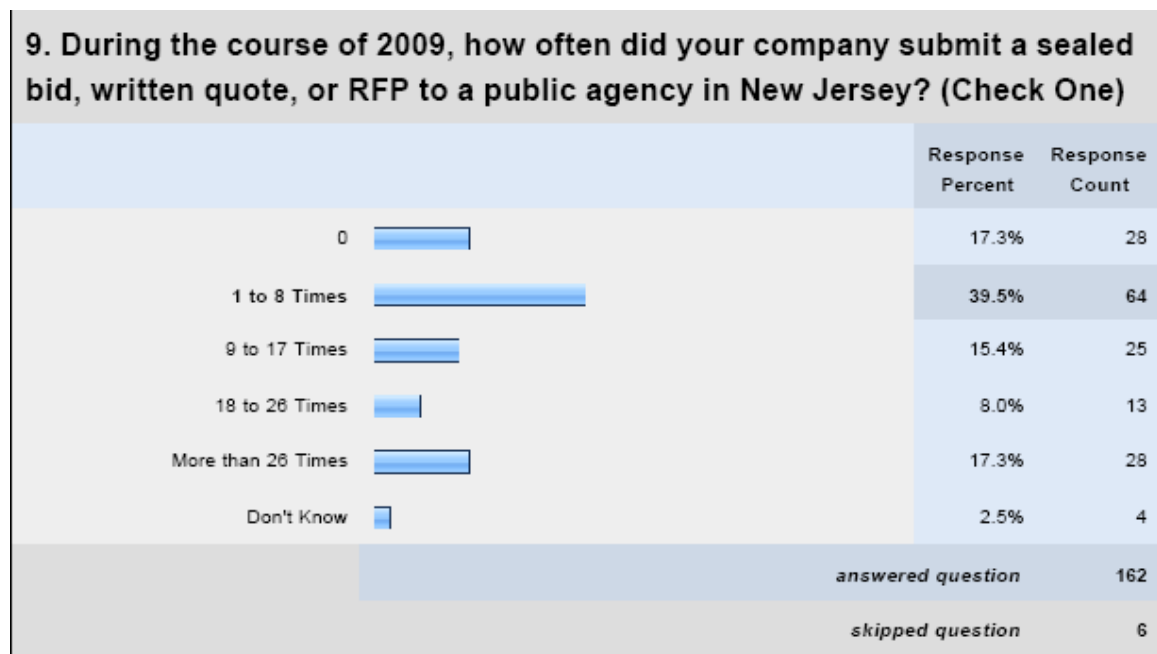 9. During the course of 2009, how often did your company submit a sealed
bid, written quote, or RFP to a public agency in New Jersey? (Check One)
Response Percent Response Count
0 17.3% 28
1 to 8 Times 39.5% 64
9 to 17 Times 15.4% 25
18 to 26 Times 8.0% 13
More than 26 Times 17.3% 28
Don't Know 2.5% 4
answered question 162
skipped question 6